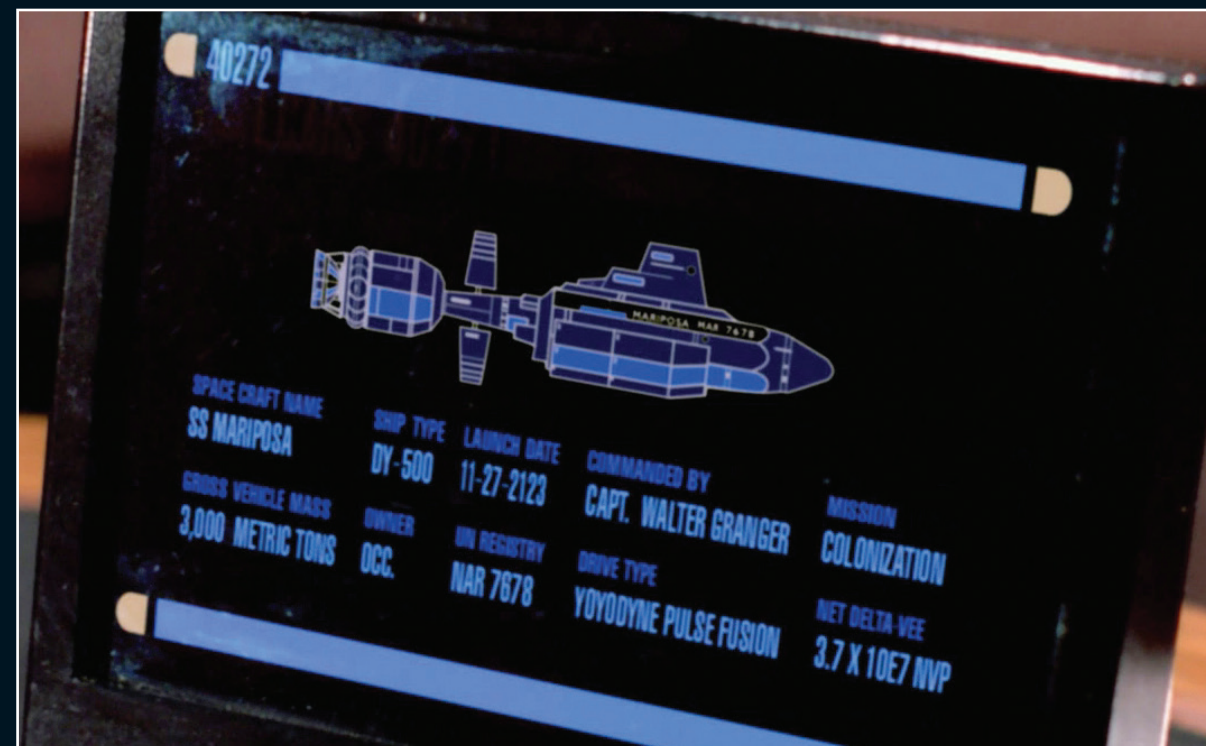 40272
MARIPOSA NAR 7678
SPACE CRAFT NAME
SS MARIPOSA
SHIP TYPE
DY-500
LAUNCH DATE
11-27-2123
COMMANDED BY
CAPT. WALTER GRANGER
MISSION
COLONIZATION
GROSS VEHICLE MASS
3,000 METRIC TONS
OWNER
OCC.
UN REGISTRY
NAR 7678
DRIVE TYPE
YOYODYNE PULSE FUSION
NET DELTA-VEE
3.7 X 10E7 NVP